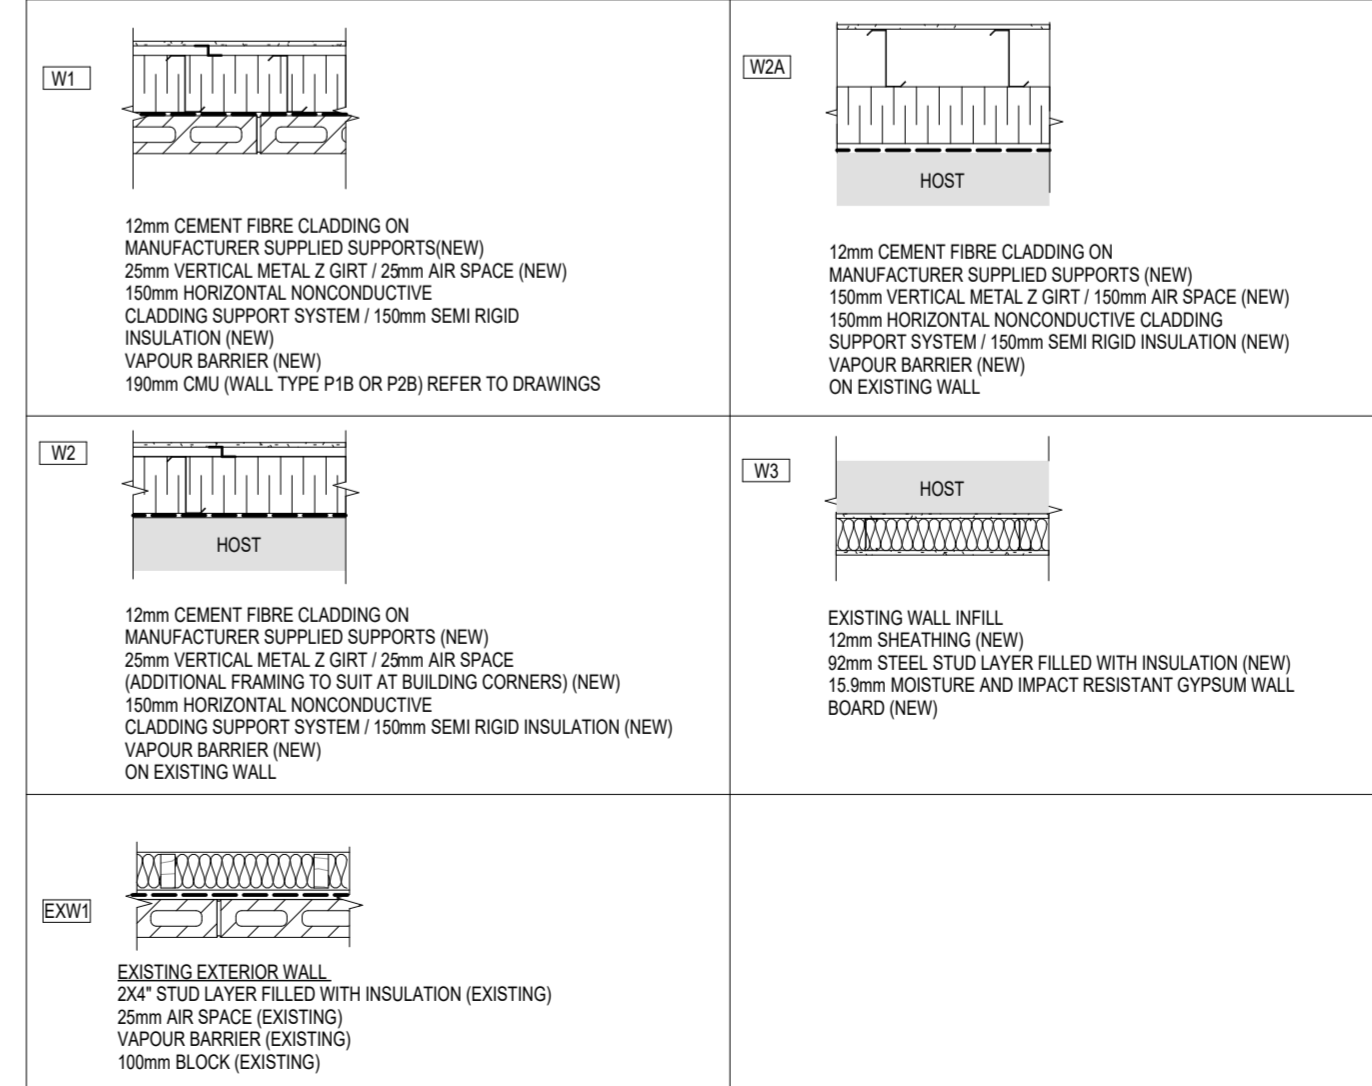 W1
12mm CEMENT FIBRE CLADDING ON
MANUFACTURER SUPPLIED SUPPORTS(NEW)
25mm VERTICAL METAL Z GIRT / 25mm AIR SPACE (NEW)
150mm HORIZONTAL NONCONDUCTIVE
CLADDING SUPPORT SYSTEM / 150mm SEMI RIGID
INSULATION (NEW)
VAPOUR BARRIER (NEW)
190mm CMU (WALL TYPE P1B OR P2B) REFER TO DRAWINGS
W2A
HOST
12mm CEMENT FIBRE CLADDING ON
MANUFACTURER SUPPLIED SUPPORTS (NEW)
150mm VERTICAL METAL Z GIRT / 150mm AIR SPACE (NEW)
150mm HORIZONTAL NONCONDUCTIVE CLADDING
SUPPORT SYSTEM / 150mm SEMI RIGID INSULATION (NEW)
VAPOUR BARRIER (NEW)
ON EXISTING WALL
W2
HOST
12mm CEMENT FIBRE CLADDING ON
MANUFACTURER SUPPLIED SUPPORTS (NEW)
25mm VERTICAL METAL Z GIRT / 25mm AIR SPACE
(ADDITIONAL FRAMING TO SUIT AT BUILDING CORNERS) (NEW)
150mm HORIZONTAL NONCONDUCTIVE
CLADDING SUPPORT SYSTEM / 150mm SEMI RIGID INSULATION (NEW)
VAPOUR BARRIER (NEW)
ON EXISTING WALL
W3
HOST
EXISTING WALL INFILL
12mm SHEATHING (NEW)
92mm STEEL STUD LAYER FILLED WITH INSULATION (NEW)
15.9mm MOISTURE AND IMPACT RESISTANT GYPSUM WALL
BOARD (NEW)
EXW1
EXISTING EXTERIOR WALL
2X4" STUD LAYER FILLED WITH INSULATION (EXISTING)
25mm AIR SPACE (EXISTING)
VAPOUR BARRIER (EXISTING)
100mm BLOCK (EXISTING)